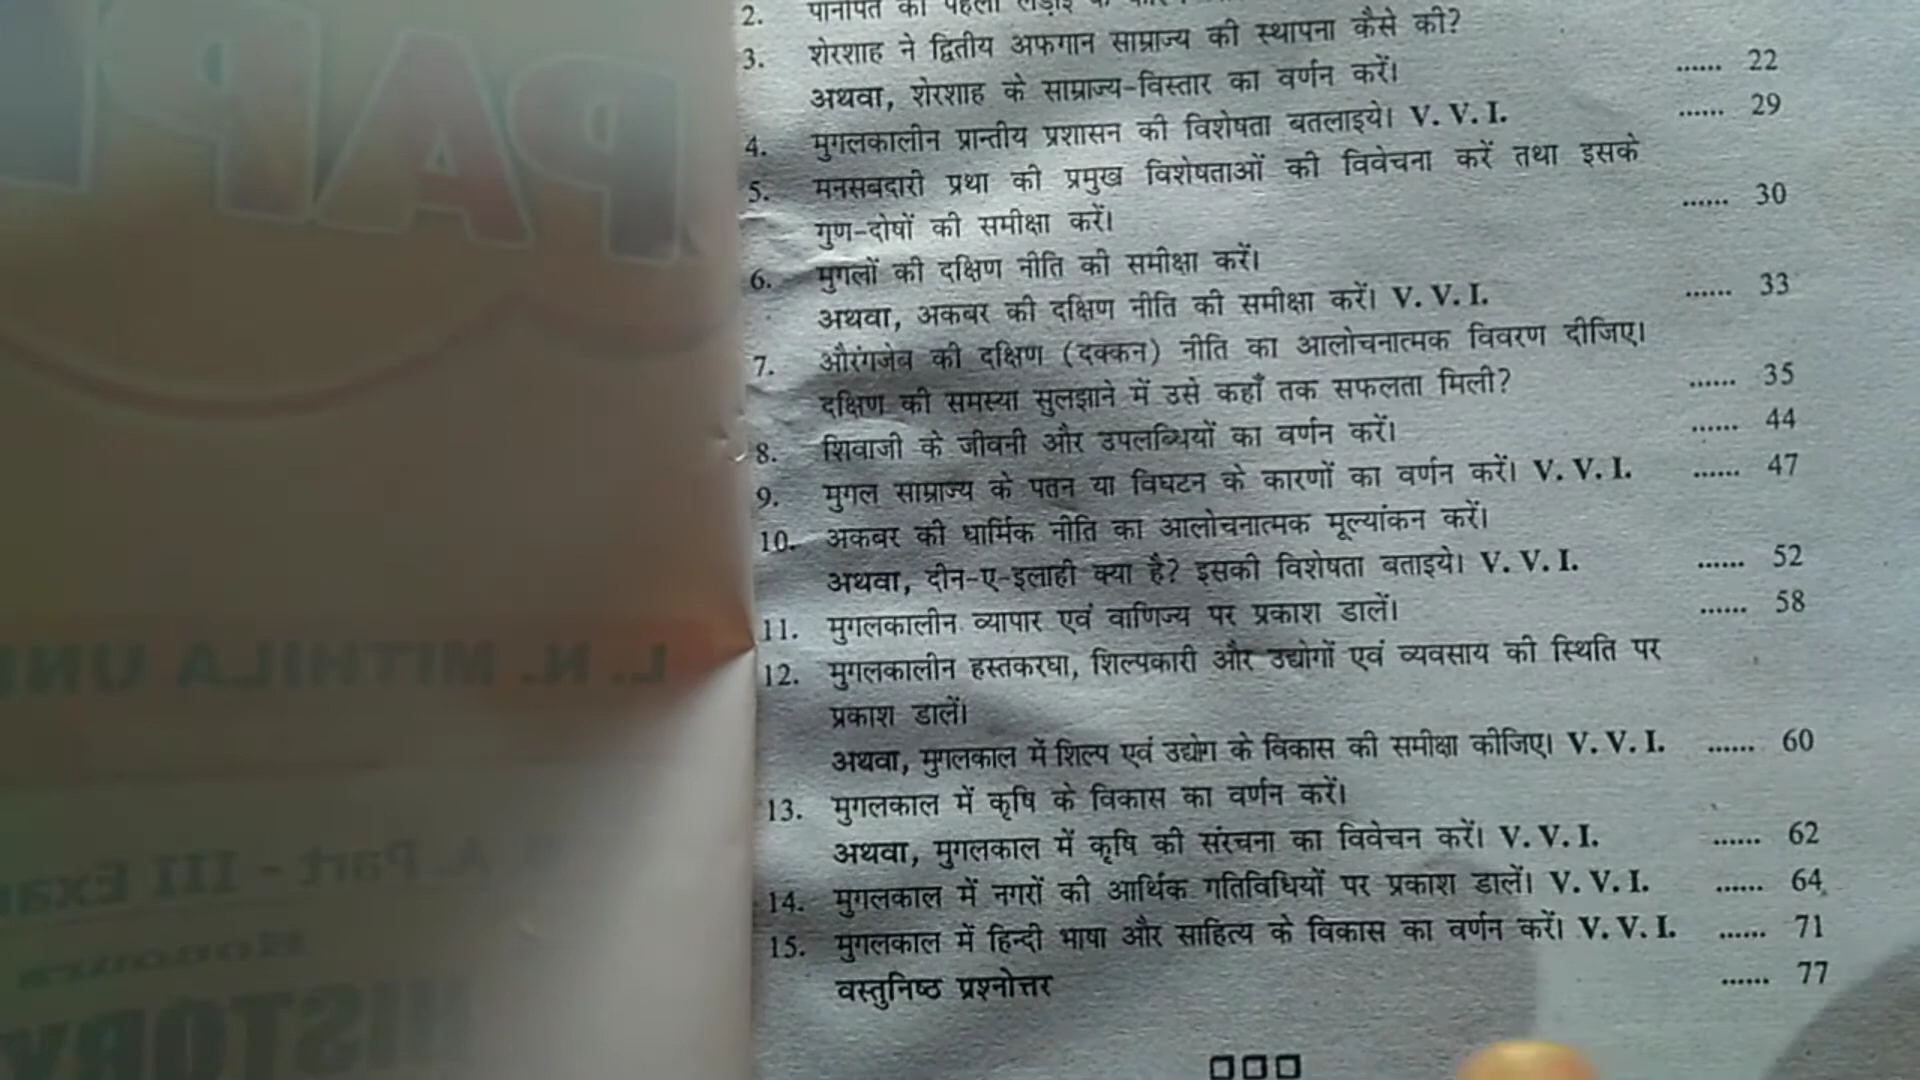 2. पानीपत की पहली लड़ाई के
3. शेरशाह ने द्वितीय अफगान साम्राज्य की स्थापना कैसे की?
अथवा, शेरशाह के साम्राज्य-विस्तार का वर्णन करें। ...... 22
4. मुगलकालीन प्रान्तीय प्रशासन की विशेषता बतलाइये। V. V. I. ...... 29
5. मनसबदारी प्रथा की प्रमुख विशेषताओं की विवेचना करें तथा इसके
गुण-दोषों की समीक्षा करें। ...... 30
6. मुगलों की दक्षिण नीति की समीक्षा करें।
अथवा, अकबर की दक्षिण नीति की समीक्षा करें। V. V. I. ...... 33
7. औरंगजेब की दक्षिण (दक्कन) नीति का आलोचनात्मक विवरण दीजिए।
दक्षिण की समस्या सुलझाने में उसे कहाँ तक सफलता मिली? ...... 35
8. शिवाजी के जीवनी और उपलब्धियों का वर्णन करें। ...... 44
9. मुगल साम्राज्य के पतन या विघटन के कारणों का वर्णन करें। V. V. I. ...... 47
10. अकबर की धार्मिक नीति का आलोचनात्मक मूल्यांकन करें।
अथवा, दीन-ए-इलाही क्या है? इसकी विशेषता बताइये। V. V. I. ...... 52
11. मुगलकालीन व्यापार एवं वाणिज्य पर प्रकाश डालें। ...... 58
12. मुगलकालीन हस्तकरघा, शिल्पकारी और उद्योगों एवं व्यवसाय की स्थिति पर
प्रकाश डालें।
अथवा, मुगलकाल में शिल्प एवं उद्योग के विकास की समीक्षा कीजिए। V. V. I. ...... 60
13. मुगलकाल में कृषि के विकास का वर्णन करें।
अथवा, मुगलकाल में कृषि की संरचना का विवेचन करें। V. V. I. ...... 62
14. मुगलकाल में नगरों की आर्थिक गतिविधियों पर प्रकाश डालें। V. V. I. ...... 64
15. मुगलकाल में हिन्दी भाषा और साहित्य के विकास का वर्णन करें। V. V. I. ...... 71
वस्तुनिष्ठ प्रश्नोत्तर ...... 77